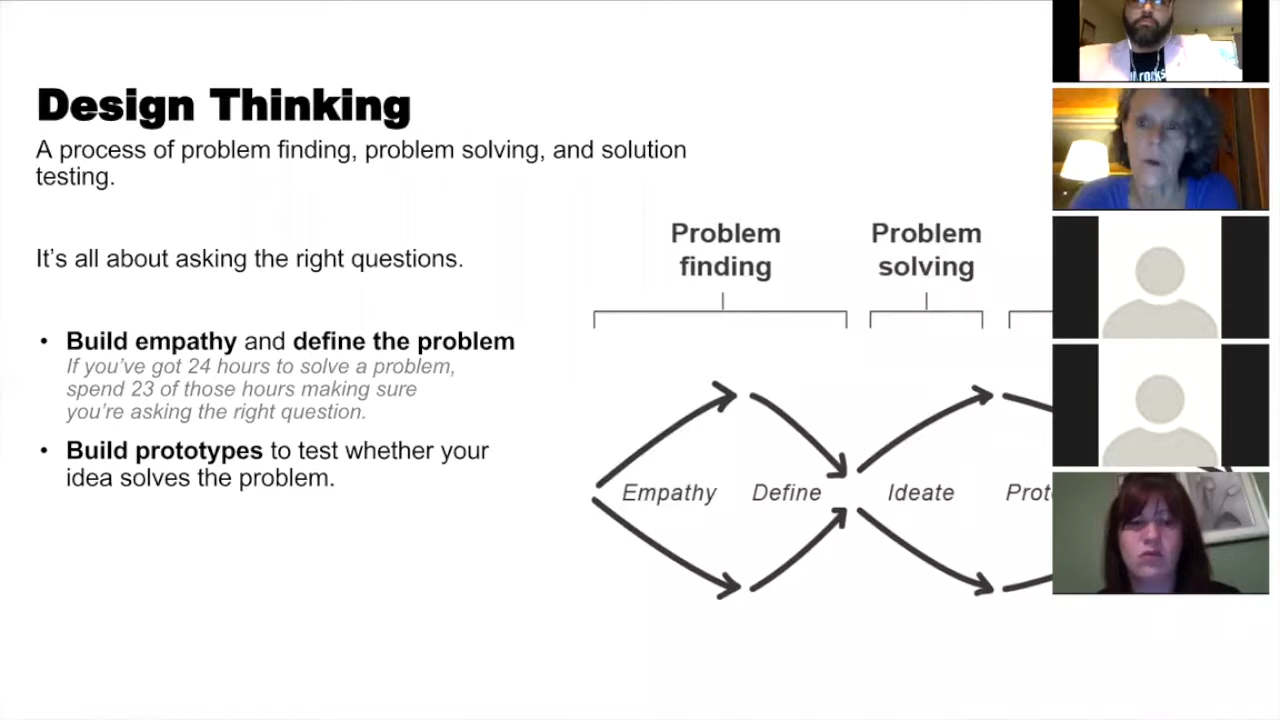 Design Thinking
A process of problem finding, problem solving, and solution
testing.
It's all about asking the right questions.
• Build empathy and define the problem
If you've got 24 hours to solve a problem,
spend 23 of those hours making sure
you're asking the right question.
• Build prototypes to test whether your
idea solves the problem.
Problem
finding
Problem
solving
Empathy
Define
Ideate
Prot
rocks